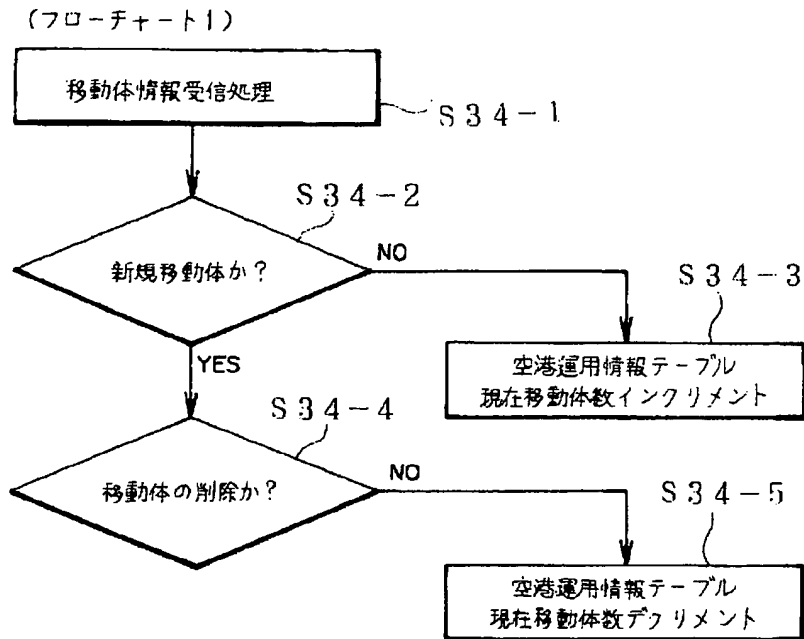 (フローチャート1)
移動体情報受信処理
S34-1
S34-2
新規移動体か?
NO
S34-3
YES
空港運用情報テーブル
現在移動体数インクリメント
S34-4
移動体の削除か?
NO
S34-5
空港運用情報テーブル
現在移動体数デクリメント